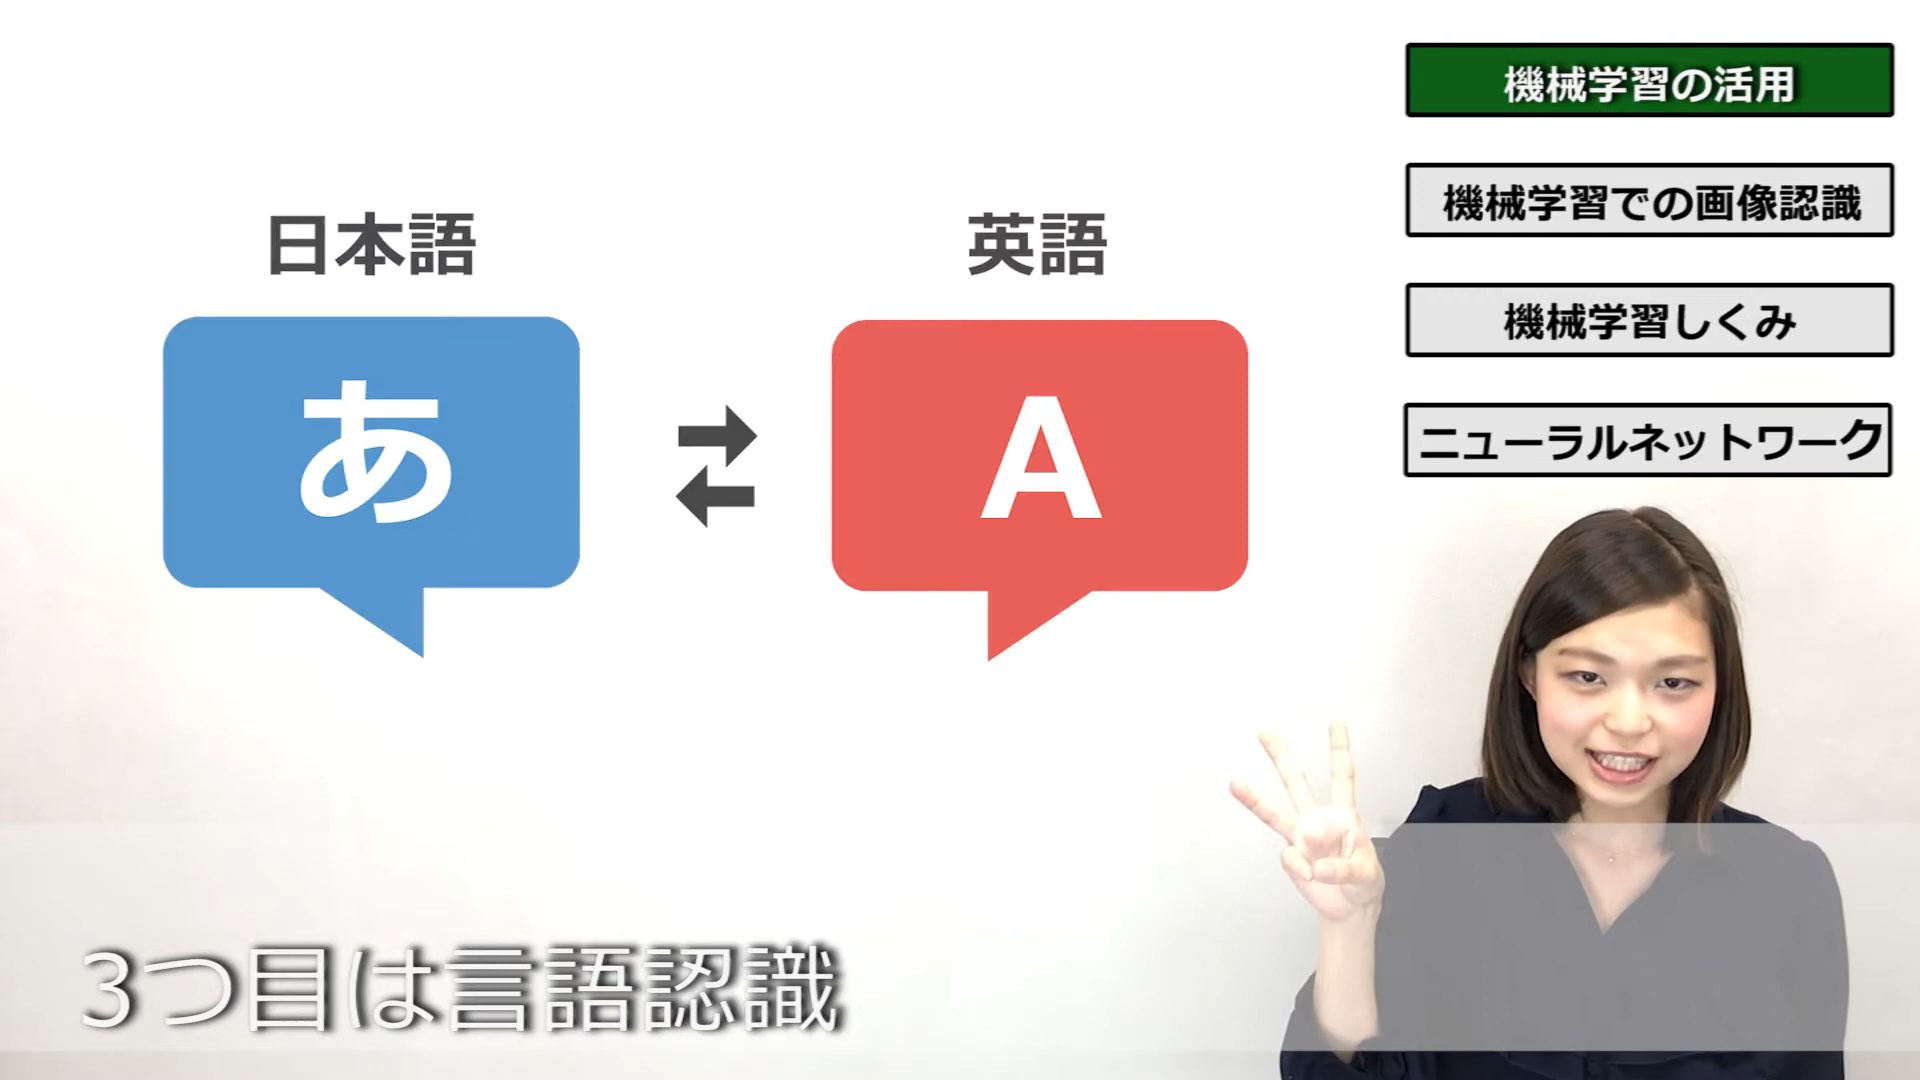 日本語
あ
英語
A
機械学習の活用
機械学習での画像認識
機械学習しくみ
ニューラルネットワーク
3つ目は言語認識